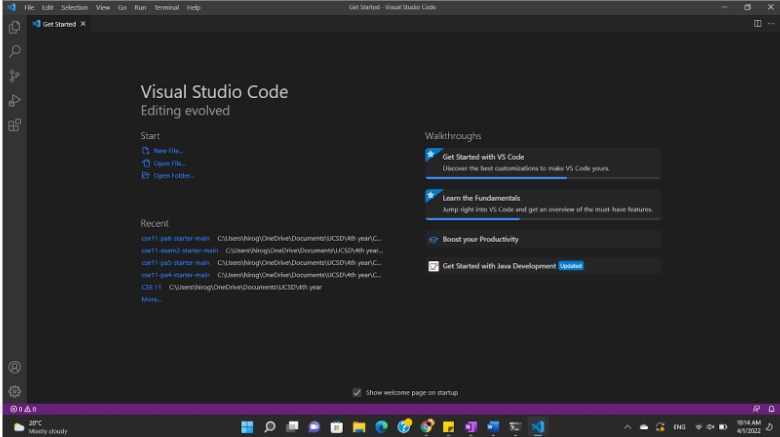 File Edit Selection View Go Run Terminal Help
Get Started - Visual Studio Code
Get Started
Visual Studio Code
Editing evolved
Start
New File...
Open File...
Open Folder...
Recent
cse11-pa6-starter-main C:\Users\hirog\OneDrive\Documents\UCSD\4th year\C...
cse11-exam2-starter-main C:\Users\hirog\OneDrive\Documents\UCSD\4th year...
cse11-pa5-starter-main C:\Users\hirog\OneDrive\Documents\UCSD\4th year\C...
cse11-pa4-starter-main C:\Users\hirog\OneDrive\Documents\UCSD\4th year\C...
CSE 11 C:\Users\hirog\OneDrive\Documents\UCSD\4th year
More...
Walkthroughs
Get Started with VS Code
Discover the best customizations to make VS Code yours.
Learn the Fundamentals
Jump right into VS Code and get an overview of the must-have features.
Boost your Productivity
Get Started with Java Development Updated
Show welcome page on startup
0 0
20°C
Mostly cloudy
ENG
10:14 AM
4/1/2022